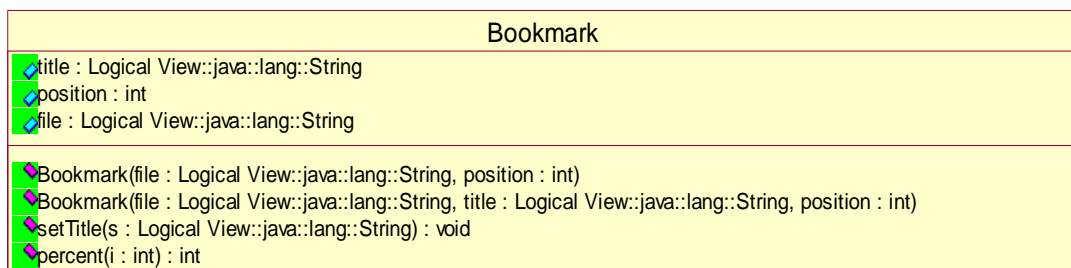 Bookmark
title : Logical View::java::lang::String
position : int
file : Logical View::java::lang::String
Bookmark(file : Logical View::java::lang::String, position : int)
Bookmark(file : Logical View::java::lang::String, title : Logical View::java::lang::String, position : int)
setTitle(s : Logical View::java::lang::String) : void
percent(i : int) : int